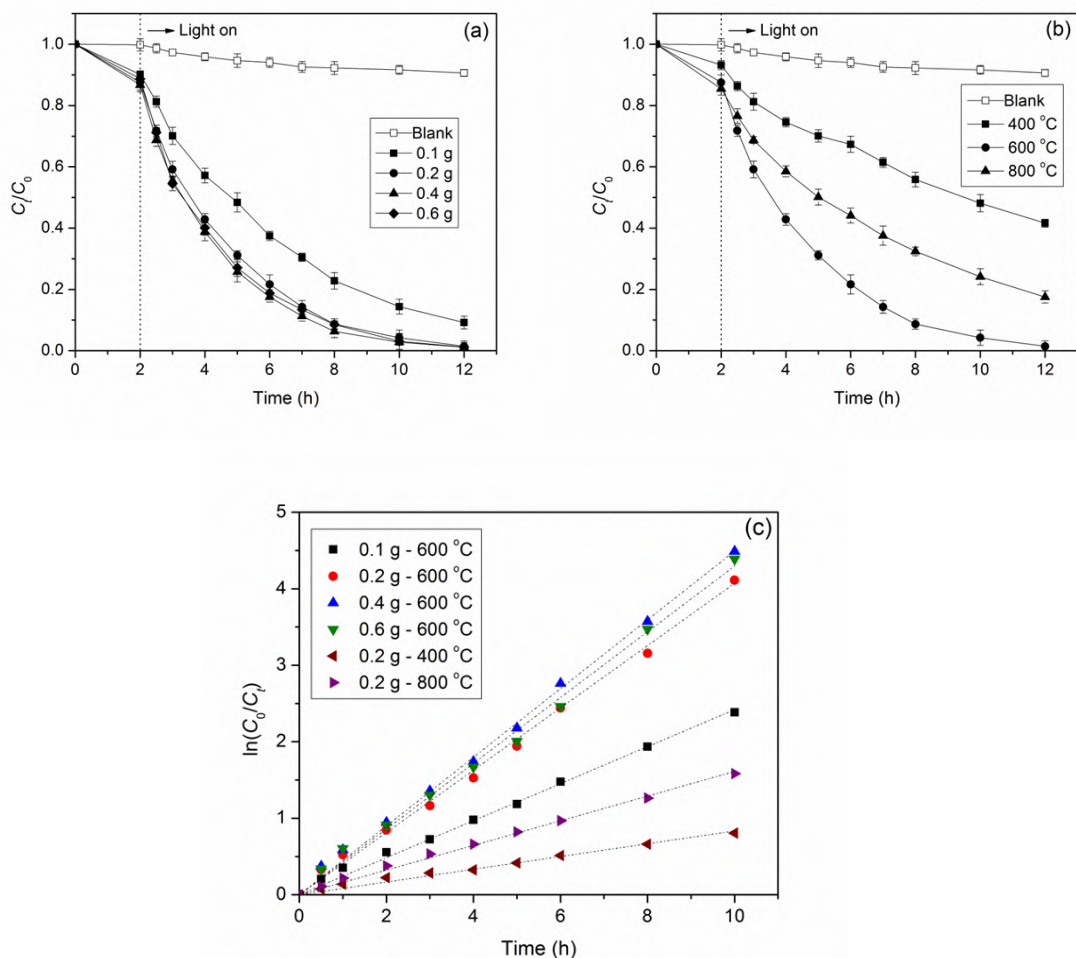 (a)
Light on
Blank
0.1 g
0.2 g
0.4 g
0.6 g
1.0
0.8
0.6
0.4
0.2
0.0
Cₜ/C₀
0 2 4 6 8 10 12
Time (h)
(b)
Light on
Blank
400 °C
600 °C
800 °C
1.0
0.8
0.6
0.4
0.2
0.0
Cₜ/C₀
0 2 4 6 8 10 12
Time (h)
(c)
0.1 g - 600 °C
0.2 g - 600 °C
0.4 g - 600 °C
0.6 g - 600 °C
0.2 g - 400 °C
0.2 g - 800 °C
5
4
3
2
1
0
ln(C₀/Cₜ)
0 2 4 6 8 10
Time (h)